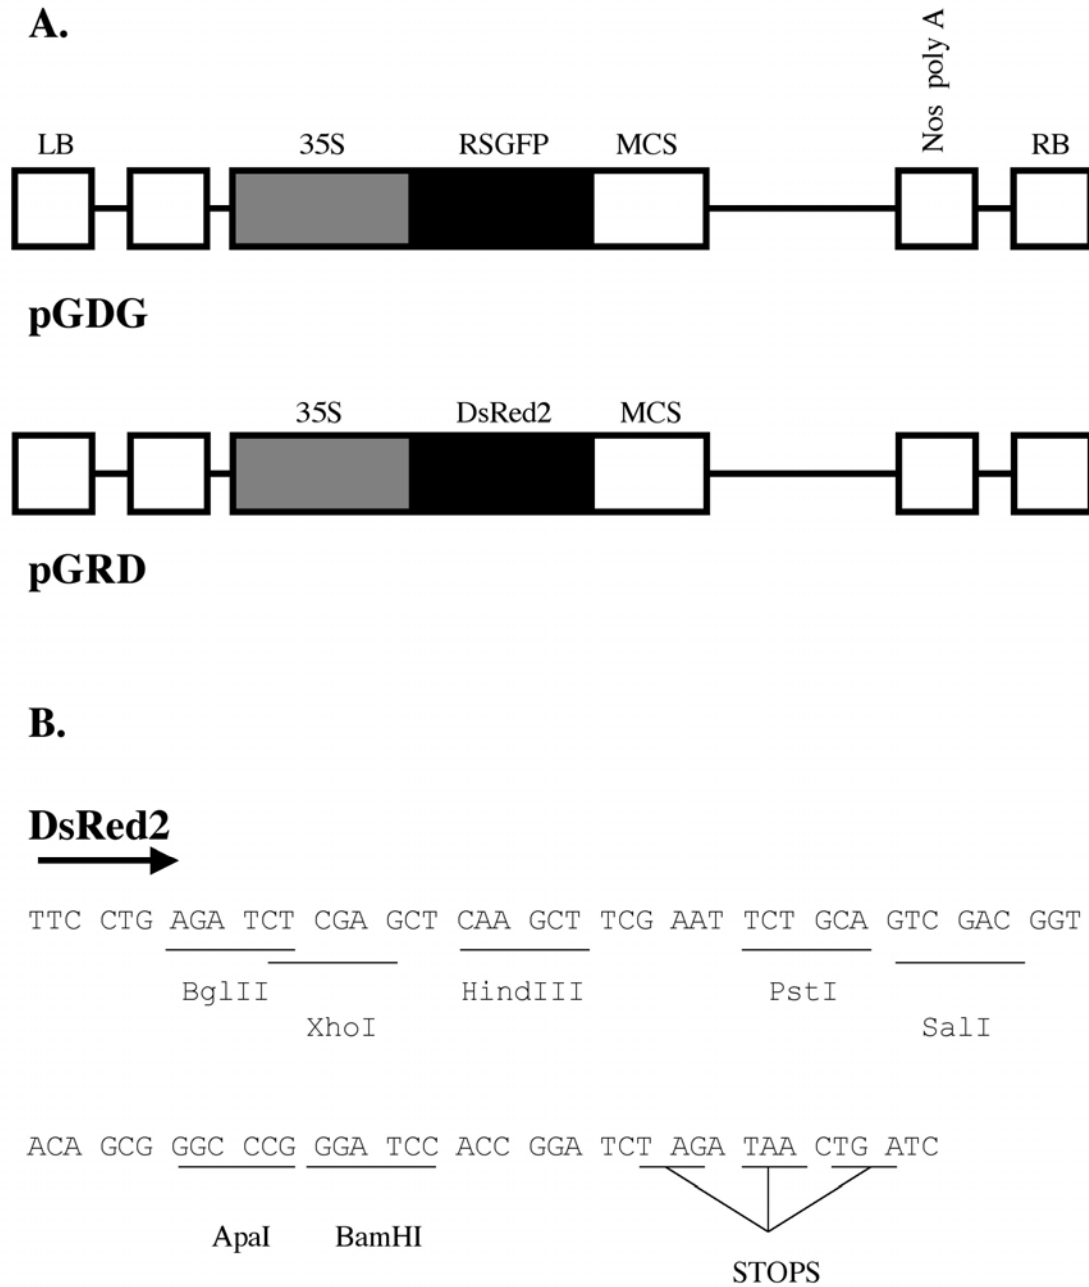 A.
Nos poly A
LB 35S RSGFP MCS RB
pGDG
35S DsRed2 MCS
pGRD
B.
DsRed2
TTC CTG AGA TCT CGA GCT CAA GCT TCG AAT TCT GCA GTC GAC GGT
BglII HindIII PstI
XhoI SalI
ACA GCG GGC CCG GGA TCC ACC GGA TCT AGA TAA CTG ATC
ApaI BamHI
STOPS